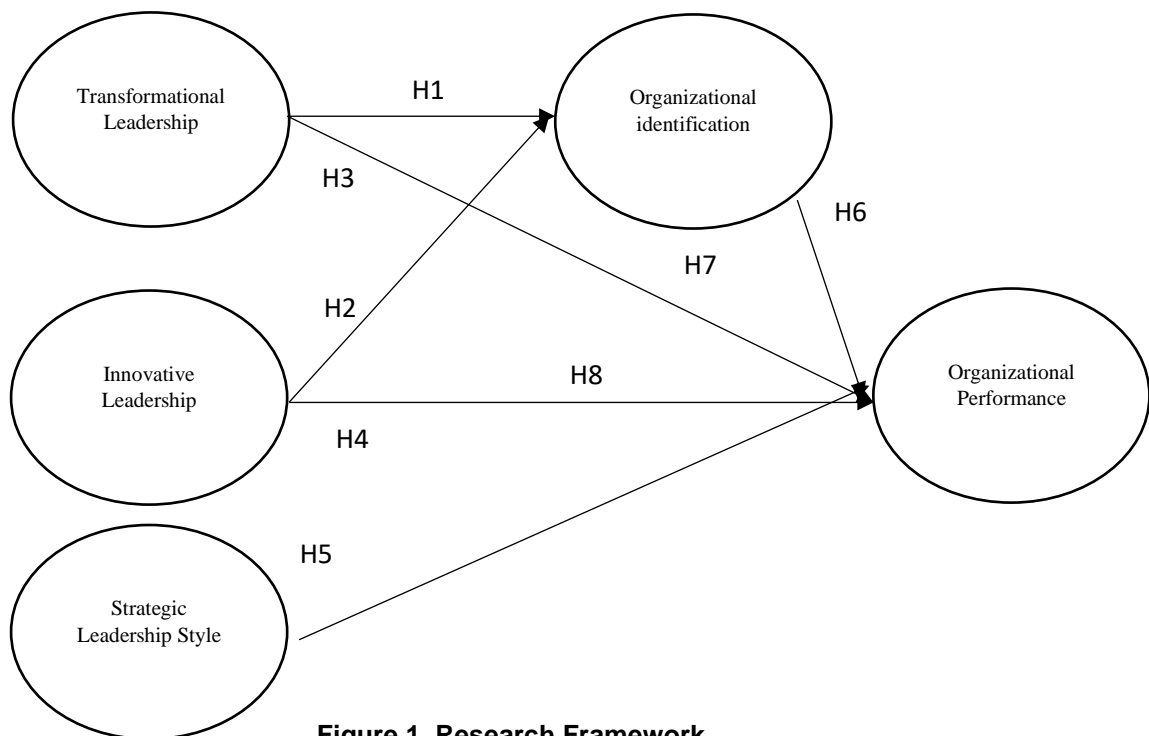 Transformational
Leadership
H1
Organizational
identification
H3
H6
H7
H2
Innovative
Leadership
H8
H4
Organizational
Performance
H5
Strategic
Leadership Style
Figure 1. Research Framework